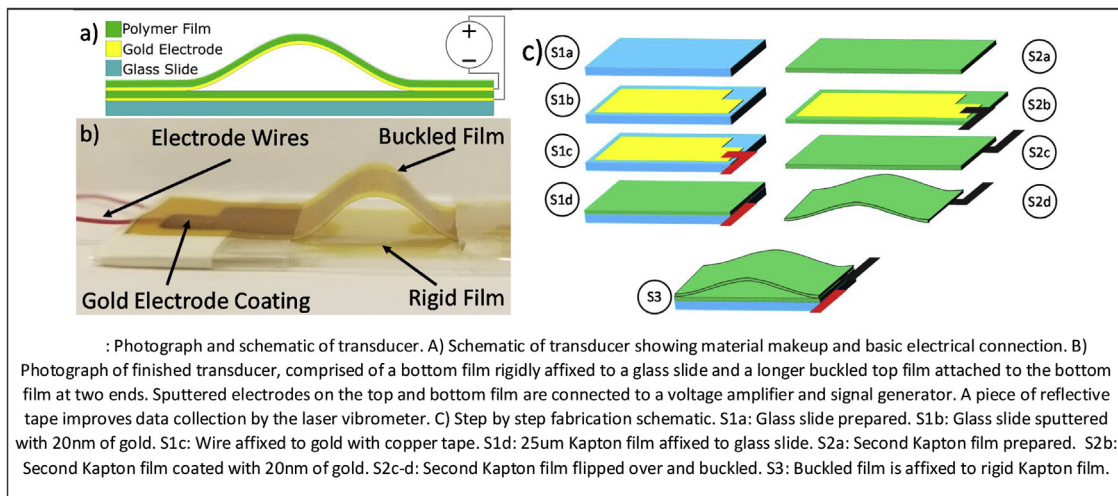 a)
Polymer Film
Gold Electrode
Glass Slide
+
−
b)
Electrode Wires
Buckled Film
Gold Electrode Coating
Rigid Film
c)
S1a
S2a
S1b
S2b
S1c
S2c
S1d
S2d
S3
: Photograph and schematic of transducer. A) Schematic of transducer showing material makeup and basic electrical connection. B)
Photograph of finished transducer, comprised of a bottom film rigidly affixed to a glass slide and a longer buckled top film attached to the bottom
film at two ends. Sputtered electrodes on the top and bottom film are connected to a voltage amplifier and signal generator. A piece of reflective
tape improves data collection by the laser vibrometer. C) Step by step fabrication schematic. S1a: Glass slide prepared. S1b: Glass slide sputtered
with 20nm of gold. S1c: Wire affixed to gold with copper tape. S1d: 25um Kapton film affixed to glass slide. S2a: Second Kapton film prepared. S2b:
Second Kapton film coated with 20nm of gold. S2c-d: Second Kapton film flipped over and buckled. S3: Buckled film is affixed to rigid Kapton film.